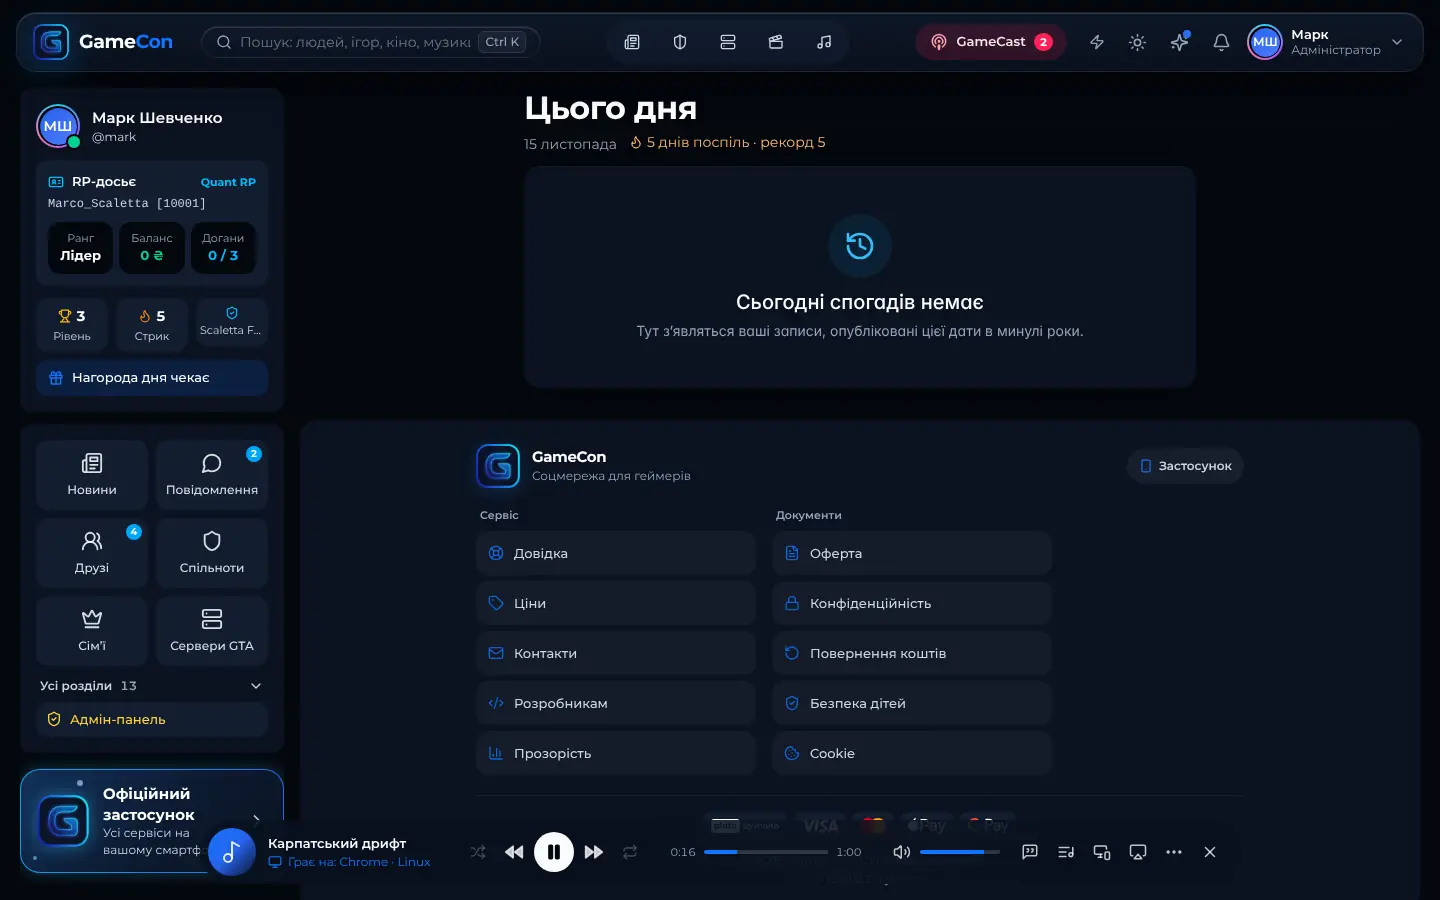 GameCon
Пошук: людей, ігор, кіно, музик
Ctrl K
GameCast 2
МШ
Марк
Адміністратор
МШ
Марк Шевченко
@mark
RP-досьє
Quant RP
Marco_Scaletta [10001]
Ранг
Лідер
Баланс
0 ₴
Догани
0 / 3
3
Рівень
5
Стрик
Scaletta F...
Нагорода дня чекає
Новини
2
Повідомлення
4
Друзі
Спільноти
Сім'ї
Сервери GTA
Усі розділи 13
Адмін-панель
Офіційний
застосунок
Усі сервіси на
вашому смартф
Цього дня
15 листопада
5 днів поспіль · рекорд 5
Сьогодні спогадів немає
Тут з'являться ваші записи, опубліковані цієї дати в минулі роки.
GameCon
Соцмережа для геймерів
Застосунок
Сервіс
Довідка
Ціни
Контакти
Розробникам
Прозорість
Документи
Оферта
Конфіденційність
Повернення коштів
Безпека дітей
Cookie
VISA
Pay
Pay
Карпатський дрифт
Грає на: Chrome · Linux
0:16
1:00